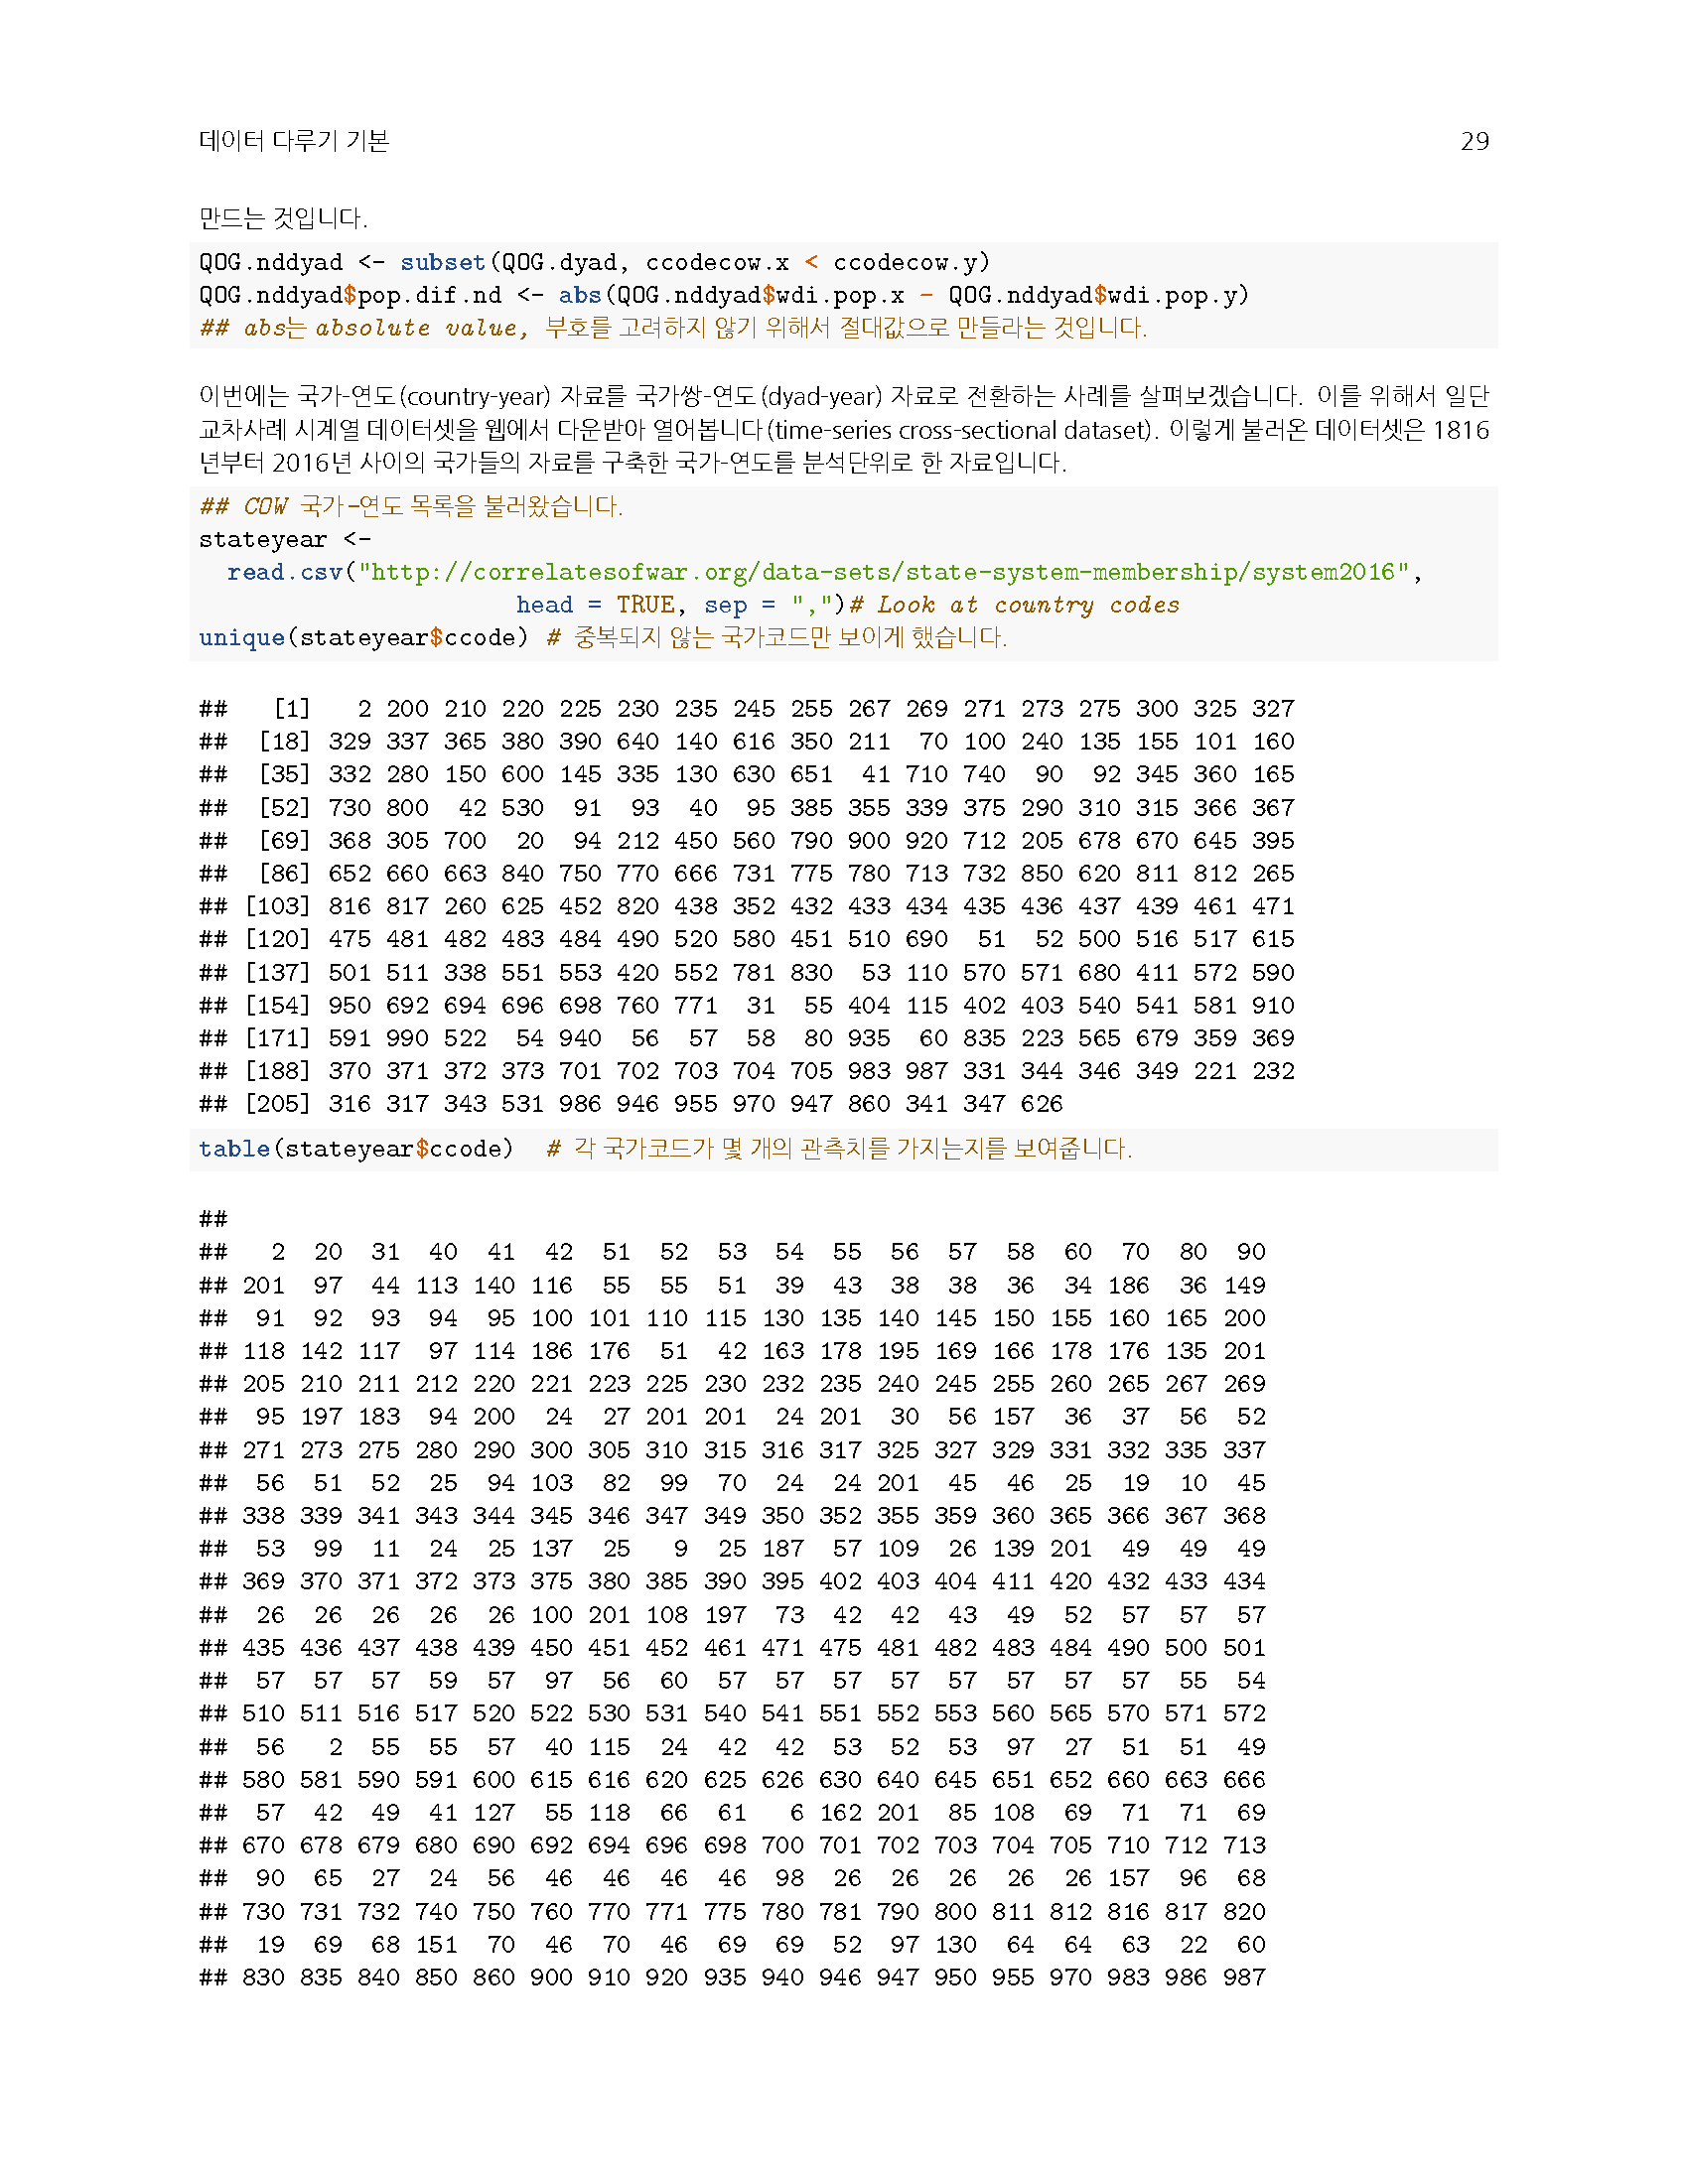 데이터 다루기 기본 29
만드는 것입니다.
QOG.nddyad <- subset(QOG.dyad, ccodecow.x < ccodecow.y)
QOG.nddyad$pop.dif.nd <- abs(QOG.nddyad$wdi.pop.x - QOG.nddyad$wdi.pop.y)
## abs는 absolute value, 부호를 고려하지 않기 위해서 절대값으로 만들라는 것입니다.
이번에는 국가-연도(country-year) 자료를 국가쌍-연도(dyad-year) 자료로 전환하는 사례를 살펴보겠습니다. 이를 위해서 일단
교차사례 시계열 데이터셋을 웹에서 다운받아 열어봅니다(time-series cross-sectional dataset). 이렇게 불러온 데이터셋은 1816
년부터 2016년 사이의 국가들의 자료를 구축한 국가-연도를 분석단위로 한 자료입니다.
## COW 국가-연도 목록을 불러왔습니다.
stateyear <-
  read.csv("http://correlatesofwar.org/data-sets/state-system-membership/system2016",
                      head = TRUE, sep = ",")# Look at country codes
unique(stateyear$ccode) # 중복되지 않는 국가코드만 보이게 했습니다.
##   [1]   2 200 210 220 225 230 235 245 255 267 269 271 273 275 300 325 327
##  [18] 329 337 365 380 390 640 140 616 350 211  70 100 240 135 155 101 160
##  [35] 332 280 150 600 145 335 130 630 651  41 710 740  90  92 345 360 165
##  [52] 730 800  42 530  91  93  40  95 385 355 339 375 290 310 315 366 367
##  [69] 368 305 700  20  94 212 450 560 790 900 920 712 205 678 670 645 395
##  [86] 652 660 663 840 750 770 666 731 775 780 713 732 850 620 811 812 265
## [103] 816 817 260 625 452 820 438 352 432 433 434 435 436 437 439 461 471
## [120] 475 481 482 483 484 490 520 580 451 510 690  51  52 500 516 517 615
## [137] 501 511 338 551 553 420 552 781 830  53 110 570 571 680 411 572 590
## [154] 950 692 694 696 698 760 771  31  55 404 115 402 403 540 541 581 910
## [171] 591 990 522  54 940  56  57  58  80 935  60 835 223 565 679 359 369
## [188] 370 371 372 373 701 702 703 704 705 983 987 331 344 346 349 221 232
## [205] 316 317 343 531 986 946 955 970 947 860 341 347 626
table(stateyear$ccode)  # 각 국가코드가 몇 개의 관측치를 가지는지를 보여줍니다.
##
##   2  20  31  40  41  42  51  52  53  54  55  56  57  58  60  70  80  90
## 201  97  44 113 140 116  55  55  51  39  43  38  38  36  34 186  36 149
##  91  92  93  94  95 100 101 110 115 130 135 140 145 150 155 160 165 200
## 118 142 117  97 114 186 176  51  42 163 178 195 169 166 178 176 135 201
## 205 210 211 212 220 221 223 225 230 232 235 240 245 255 260 265 267 269
##  95 197 183  94 200  24  27 201 201  24 201  30  56 157  36  37  56  52
## 271 273 275 280 290 300 305 310 315 316 317 325 327 329 331 332 335 337
##  56  51  52  25  94 103  82  99  70  24  24 201  45  46  25  19  10  45
## 338 339 341 343 344 345 346 347 349 350 352 355 359 360 365 366 367 368
##  53  99  11  24  25 137  25   9  25 187  57 109  26 139 201  49  49  49
## 369 370 371 372 373 375 380 385 390 395 402 403 404 411 420 432 433 434
##  26  26  26  26  26 100 201 108 197  73  42  42  43  49  52  57  57  57
## 435 436 437 438 439 450 451 452 461 471 475 481 482 483 484 490 500 501
##  57  57  57  59  57  97  56  60  57  57  57  57  57  57  57  57  55  54
## 510 511 516 517 520 522 530 531 540 541 551 552 553 560 565 570 571 572
##  56   2  55  55  57  40 115  24  42  42  53  52  53  97  27  51  51  49
## 580 581 590 591 600 615 616 620 625 626 630 640 645 651 652 660 663 666
##  57  42  49  41 127  55 118  66  61   6 162 201  85 108  69  71  71  69
## 670 678 679 680 690 692 694 696 698 700 701 702 703 704 705 710 712 713
##  90  65  27  24  56  46  46  46  46  98  26  26  26  26  26 157  96  68
## 730 731 732 740 750 760 770 771 775 780 781 790 800 811 812 816 817 820
##  19  69  68 151  70  46  70  46  69  69  52  97 130  64  64  63  22  60
## 830 835 840 850 860 900 910 920 935 940 946 947 950 955 970 983 986 987